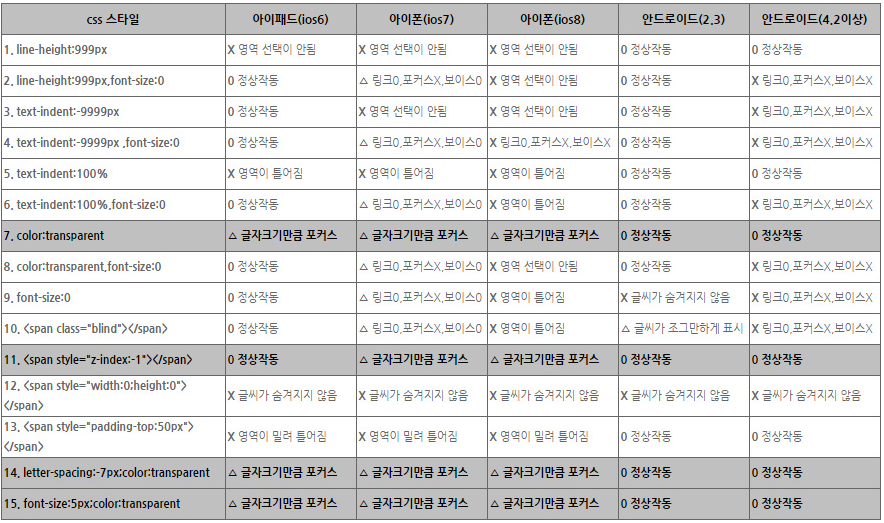 css 스타일 아이패드(ios6) 아이폰(ios7) 아이폰(ios8) 안드로이드(2.3) 안드로이드(4.2이상)
1. line-height:999px X 영역 선택이 안됨 X 영역 선택이 안됨 X 영역 선택이 안됨 0 정상작동 0 정상작동
2. line-height:999px,font-size:0 0 정상작동 △ 링크0,포커스X,보이스0 X 영역 선택이 안됨 0 정상작동 X 링크0,포커스X,보이스X
3. text-indent:-9999px 0 정상작동 X 영역 선택이 안됨 X 영역 선택이 안됨 0 정상작동 X 링크0,포커스X,보이스X
4. text-indent:-9999px ,font-size:0 0 정상작동 △ 링크0,포커스X,보이스0 X 링크0,포커스X,보이스X 0 정상작동 X 링크0,포커스X,보이스X
5. text-indent:100% X 영역이 틀어짐 X 영역이 틀어짐 X 영역이 틀어짐 0 정상작동 0 정상작동
6. text-indent:100%,font-size:0 0 정상작동 △ 링크0,포커스X,보이스0 X 영역이 틀어짐 0 정상작동 X 링크0,포커스X,보이스X
7. color:transparent △ 글자크기만큼 포커스 △ 글자크기만큼 포커스 △ 글자크기만큼 포커스 0 정상작동 0 정상작동
8. color:transparent,font-size:0 0 정상작동 △ 링크0,포커스X,보이스0 X 영역 선택이 안됨 0 정상작동 X 링크0,포커스X,보이스X
9. font-size:0 0 정상작동 △ 링크0,포커스X,보이스0 X 영역이 틀어짐 X 글씨가 숨겨지지 않음 X 링크0,포커스X,보이스X
10. <span class="blind"></span> 0 정상작동 △ 링크0,포커스X,보이스0 X 영역이 틀어짐 △ 글씨가 조그만하게 표시 X 링크0,포커스X,보이스X
11. <span style="z-index:-1"></span> 0 정상작동 △ 글자크기만큼 포커스 △ 글자크기만큼 포커스 0 정상작동 0 정상작동
12. <span style="width:0;height:0">
</span> X 글씨가 숨겨지지 않음 X 글씨가 숨겨지지 않음 X 글씨가 숨겨지지 않음 X 글씨가 숨겨지지 않음 X 글씨가 숨겨지지 않음
13. <span style="padding-top:50px">
</span> X 영역이 밀려 틀어짐 X 영역이 밀려 틀어짐 X 영역이 밀려 틀어짐 0 정상작동 0 정상작동
14. letter-spacing:-7px;color:transparent △ 글자크기만큼 포커스 △ 글자크기만큼 포커스 △ 글자크기만큼 포커스 0 정상작동 0 정상작동
15. font-size:5px;color:transparent △ 글자크기만큼 포커스 △ 글자크기만큼 포커스 △ 글자크기만큼 포커스 0 정상작동 0 정상작동